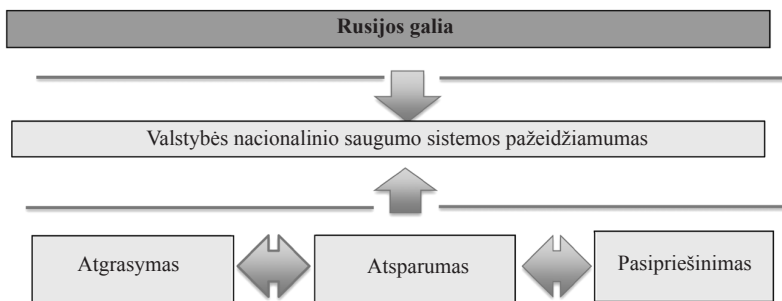 Rusijos galia
Valstybės nacionalinio saugumo sistemos pažeidžiamumas
Atgrasymas
Atsparumas
Pasipriešinimas